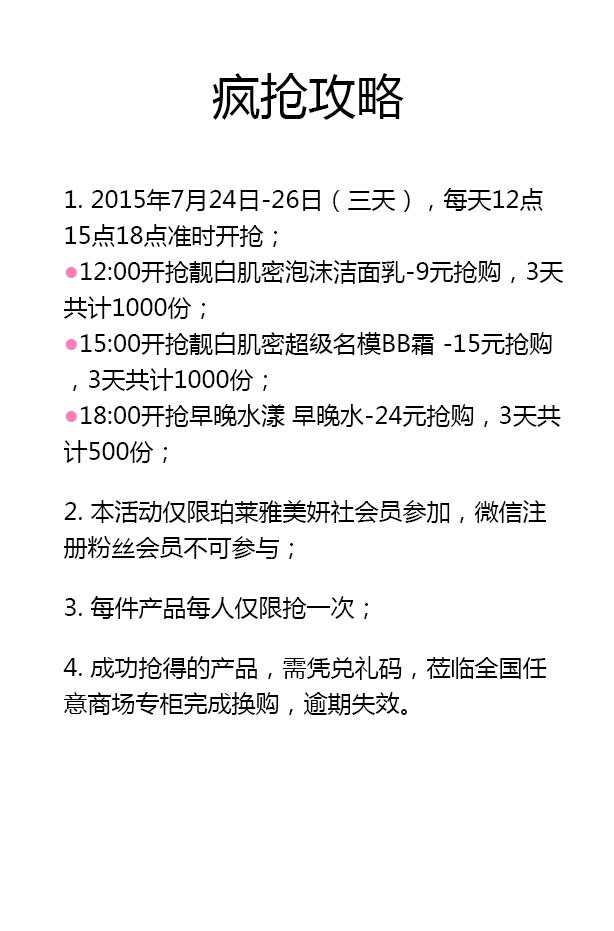 疯抢攻略
1. 2015年7月24日-26日（三天），每天12点
15点18点准时开抢；
●12:00开抢靓白肌密泡沫洁面乳-9元抢购，3天
共计1000份；
●15:00开抢靓白肌密超级名模BB霜 -15元抢购
，3天共计1000份；
●18:00开抢早晚水漾 早晚水-24元抢购，3天共
计500份；
2. 本活动仅限珀莱雅美妍社会员参加，微信注
册粉丝会员不可参与；
3. 每件产品每人仅限抢一次；
4. 成功抢得的产品，需凭兑礼码，莅临全国任
意商场专柜完成换购，逾期失效。